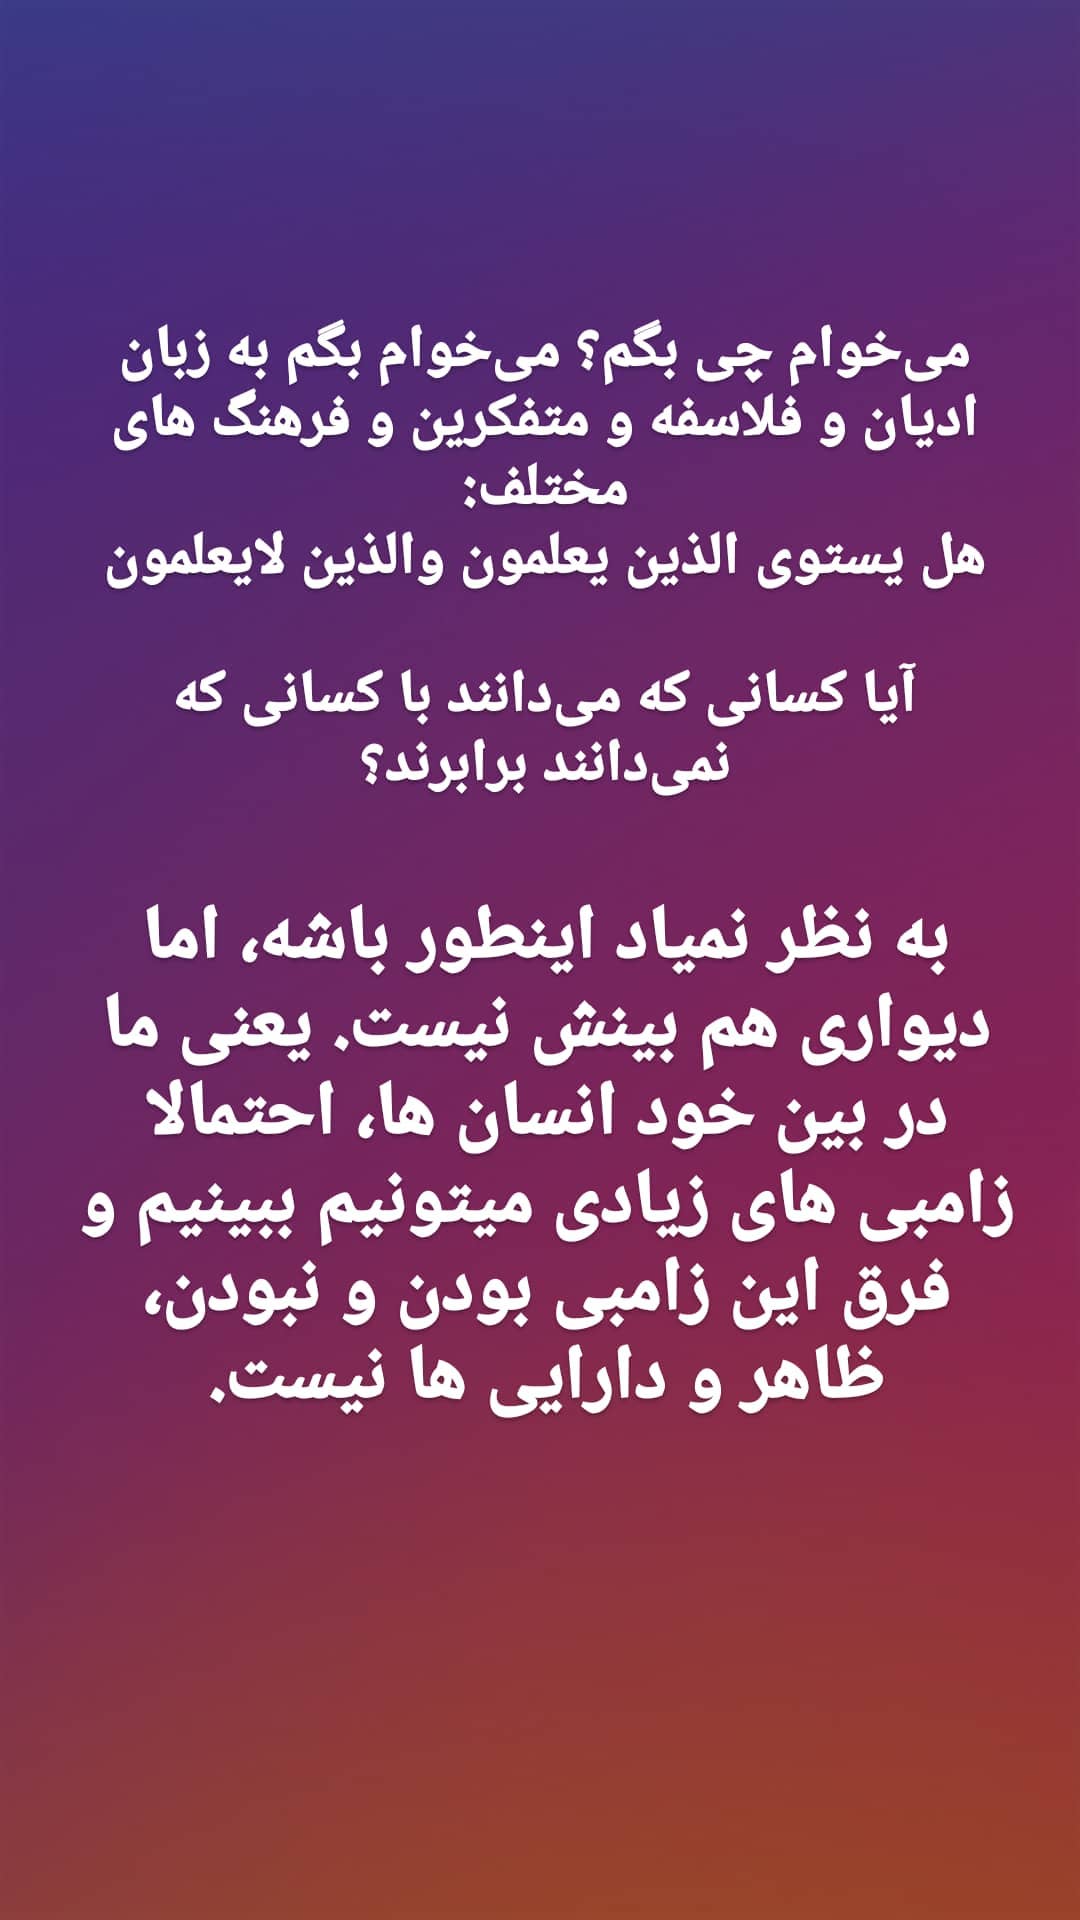 می‌خوام چی بگم؟ می‌خوام بگم به زبان
ادیان و فلاسفه و متفکرین و فرهنگ های
مختلف:
هل یستوی الذین یعلمون والذین لایعلمون
آیا کسانی که می‌دانند با کسانی که
نمی‌دانند برابرند؟
به نظر نمیاد اینطور باشه، اما
دیواری هم بینش نیست. یعنی ما
در بین خود انسان ها، احتمالا
زامبی های زیادی میتونیم ببینیم و
فرق این زامبی بودن و نبودن،
ظاهر و دارایی ها نیست.